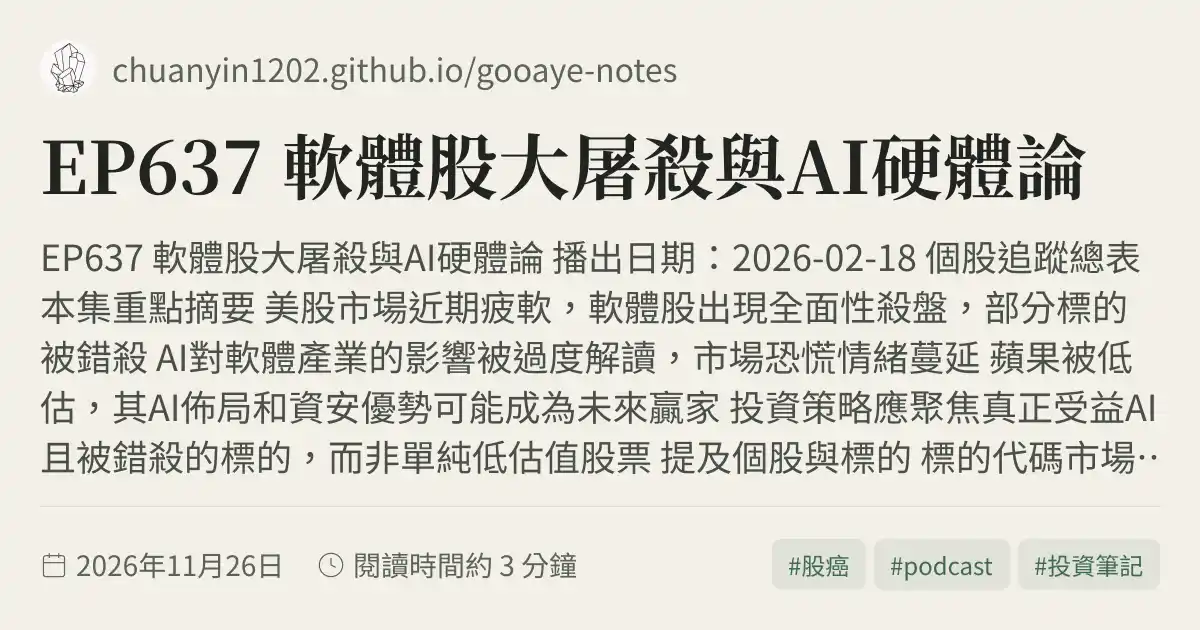 chuanyin1202.github.io/gooaye-notes
EP637 軟體股大屠殺與AI硬體論
EP637 軟體股大屠殺與AI硬體論 播出日期：2026-02-18 個股追蹤總表
本集重點摘要 美股市場近期疲軟，軟體股出現全面性殺盤，部分標的
被錯殺 AI對軟體產業的影響被過度解讀，市場恐慌情緒蔓延 蘋果被低
估，其AI佈局和資安優勢可能成為未來贏家 投資策略應聚焦真正受益AI
且被錯殺的標的，而非單純低估值股票 提及個股與標的 標的代碼市場…
2026年11月26日 閱讀時間約 3 分鐘 #股癌 #podcast #投資筆記